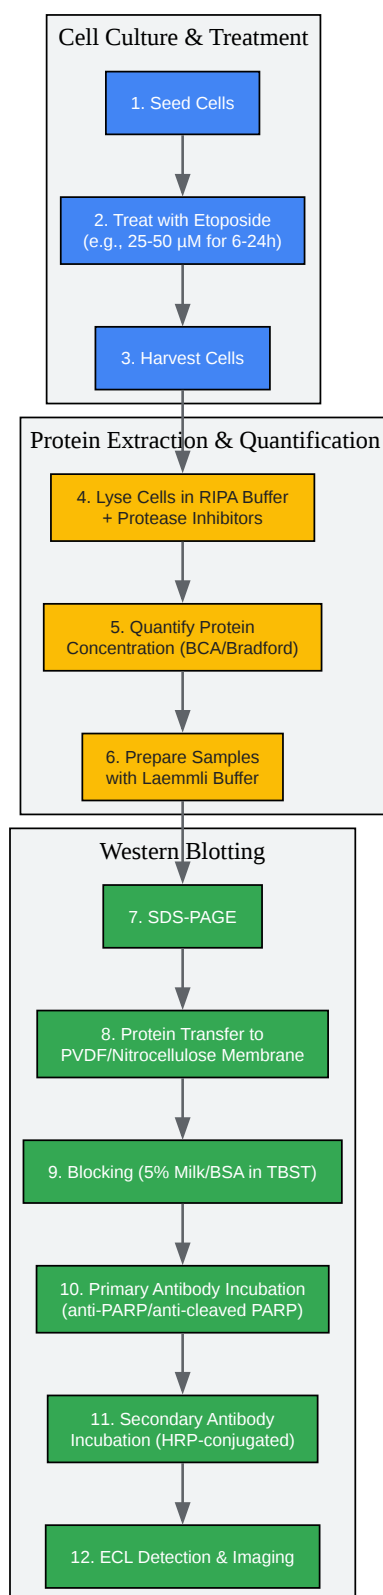 Cell Culture & Treatment
1. Seed Cells
2. Treat with Etoposide
(e.g., 25-50 µM for 6-24h)
3. Harvest Cells
Protein Extraction & Quantification
4. Lyse Cells in RIPA Buffer
+ Protease Inhibitors
5. Quantify Protein
Concentration (BCA/Bradford)
6. Prepare Samples
with Laemmli Buffer
Western Blotting
7. SDS-PAGE
8. Protein Transfer to
PVDF/Nitrocellulose Membrane
9. Blocking (5% Milk/BSA in TBST)
10. Primary Antibody Incubation
(anti-PARP/anti-cleaved PARP)
11. Secondary Antibody
Incubation (HRP-conjugated)
12. ECL Detection & Imaging